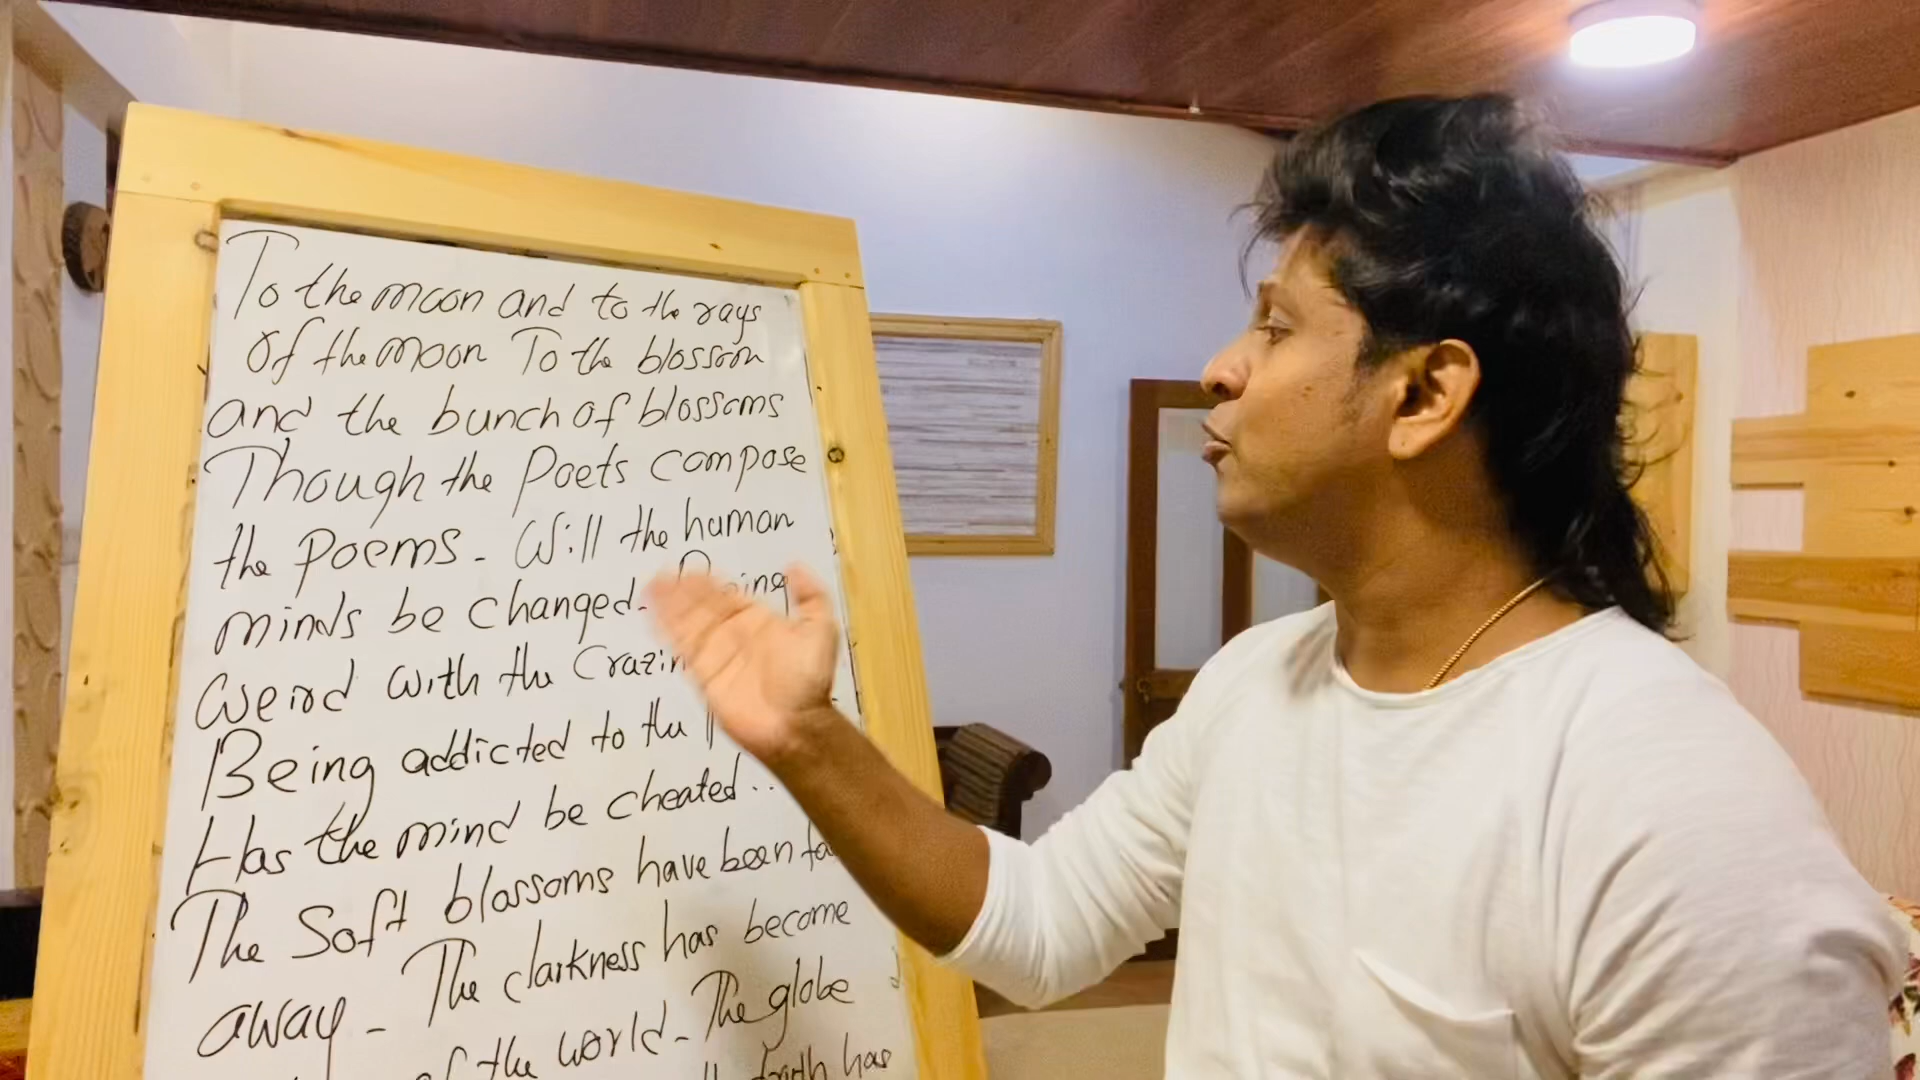 To the moon and to the rays
Of the moon To the blossom
and the bunch of blossoms
Though the Poets compose
the Poems - Will the human
minds be changed -
weird with the
Being addicted to the
Has the mind be cheated ..
The Soft blossoms have been
away - The darkness has become
of the world - The globe
has